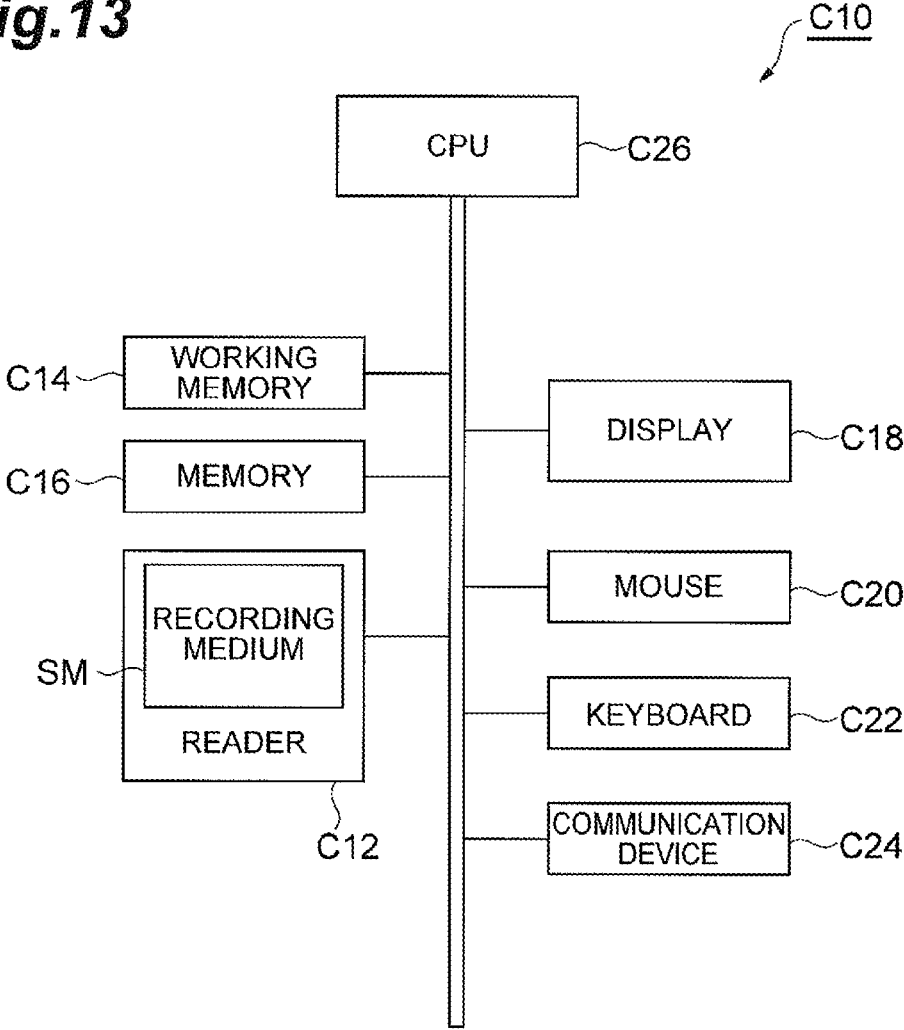 ig.13
C10
CPU
C26
C14
WORKING
MEMORY
DISPLAY
C18
C16
MEMORY
MOUSE
C20
RECORDING
MEDIUM
SM
READER
KEYBOARD
C22
C12
COMMUNICATION
DEVICE
C24